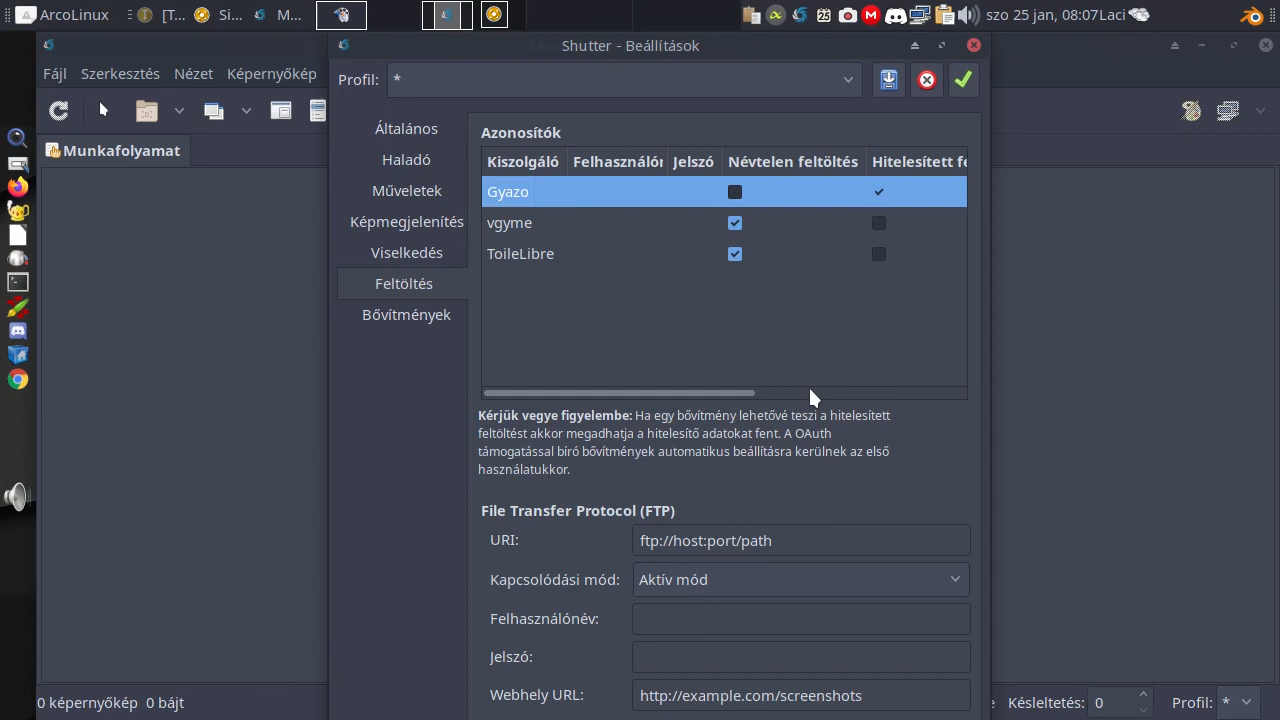 ArcoLinux
[T...
Si...
M...
25
szo 25 jan, 08:07
Laci
Shutter - Beállítások
Fájl
Szerkesztés
Nézet
Képernyőkép
Profil:
*
Munkafolyamat
Általános
Haladó
Műveletek
Képmegjelenítés
Viselkedés
Feltöltés
Bővítmények
Azonosítók
Kiszolgáló
Felhasználór
Jelszó
Névtelen feltöltés
Hitelesített fe
Gyazo
vgyme
ToileLibre
Kérjük vegye figyelembe: Ha egy bővítmény lehetővé teszi a hitelesített
feltöltést akkor megadhatja a hitelesítő adatokat fent. A OAuth
támogatással bíró bővítmények automatikus beállításra kerülnek az első
használatukkor.
File Transfer Protocol (FTP)
URI:
ftp://host:port/path
Kapcsolódási mód:
Aktív mód
Felhasználónév:
Jelszó:
Webhely URL:
http://example.com/screenshots
0 képernyőkép 0 bájt
Késleltetés:
0
Profil:
*